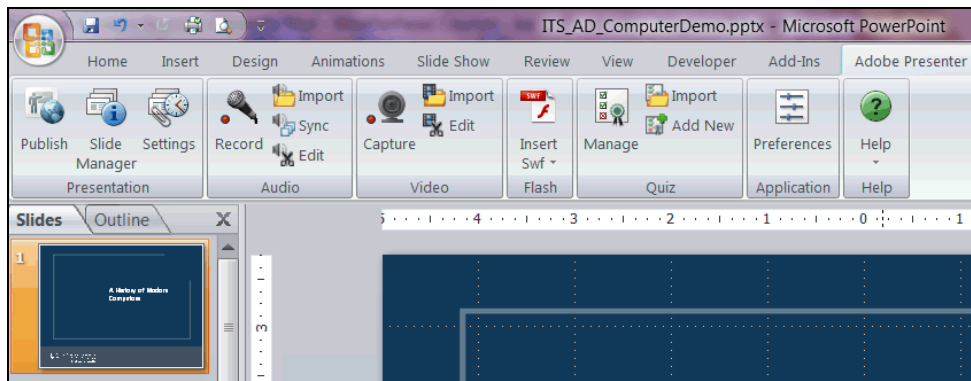 ITS_AD_ComputerDemo.pptx - Microsoft PowerPoint
Home Insert Design Animations Slide Show Review View Developer Add-Ins Adobe Presenter
Publish Slide Manager Settings
Presentation
Record Import Sync Edit
Audio
Capture Import Edit
Video
SWF
Insert Swf
Flash
Manage Import Add New
Quiz
Preferences
Application
Help
Help
Slides Outline X
5 4 3 2 1 0 1
1
A History of Modern
Computers
3